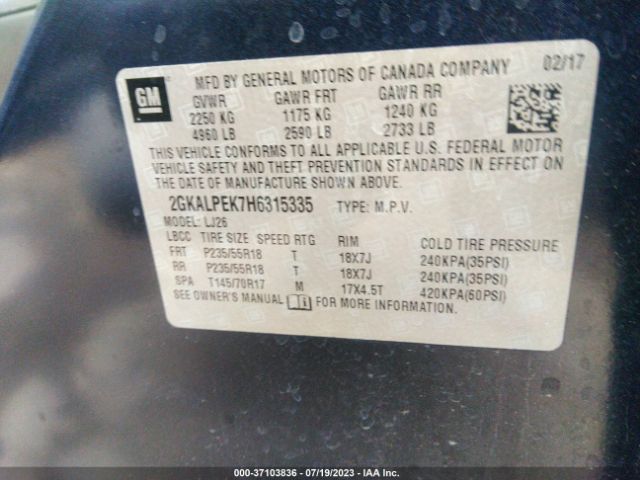 GM
MFD BY GENERAL MOTORS OF CANADA COMPANY 02/17
GVWR GAWR FRT GAWR RR
2250 KG 1175 KG 1240 KG
4960 LB 2590 LB 2733 LB
THIS VEHICLE CONFORMS TO ALL APPLICABLE U.S. FEDERAL MOTOR
VEHICLE SAFETY AND THEFT PREVENTION STANDARDS IN EFFECT ON
THE DATE OF MANUFACTURE SHOWN ABOVE.
2GKALPEK7H6315335 TYPE: M.P.V.
MODEL: LJ26
LBCC TIRE SIZE SPEED RTG RIM COLD TIRE PRESSURE
FRT P235/55R18 T 18X7J 240KPA(35PSI)
RR P235/55R18 T 18X7J 240KPA(35PSI)
SPA T145/70R17 M 17X4.5T 420KPA(60PSI)
SEE OWNER'S MANUAL FOR MORE INFORMATION.
000-37103836 - 07/19/2023 - IAA Inc.